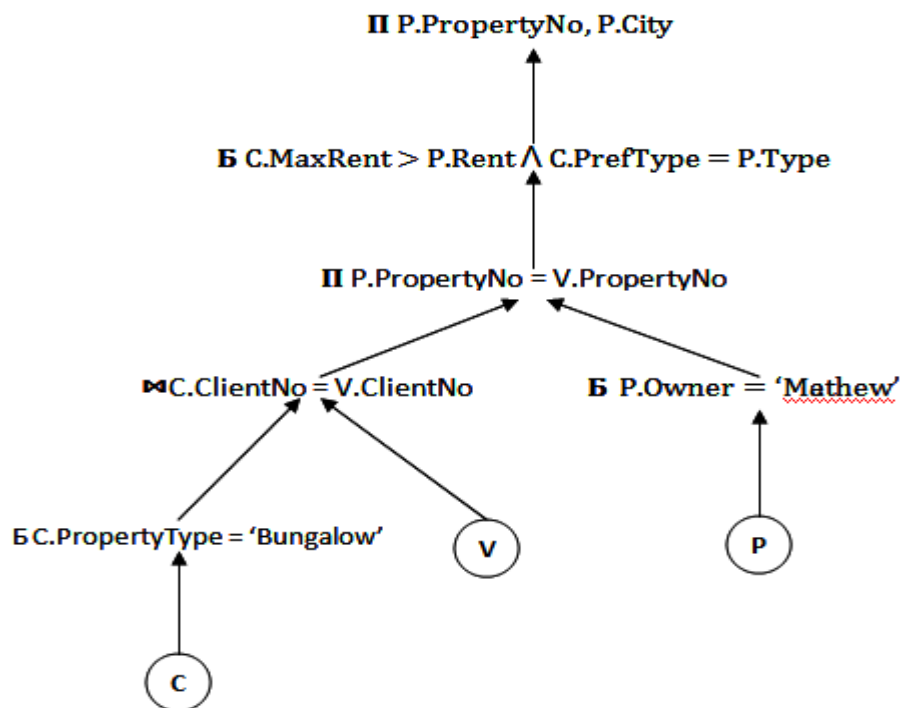 Π P.PropertyNo, P.City
Б C.MaxRent > P.Rent Λ C.PrefType = P.Type
Π P.PropertyNo = V.PropertyNo
⋈C.ClientNo = V.ClientNo
Б P.Owner = ‘Mathew’
Б C.PropertyType = ‘Bungalow’
V
P
C